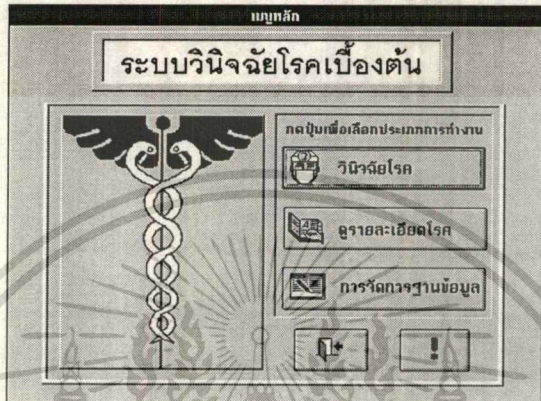 เมนูหลัก
ระบบวินิจฉัยโรคเบื้องต้น
กดปุ่มเพื่อเลือกประเภทการทำงาน
วินิจฉัยโรค
ดูรายละเอียดโรค
การจัดการฐานข้อมูล
!